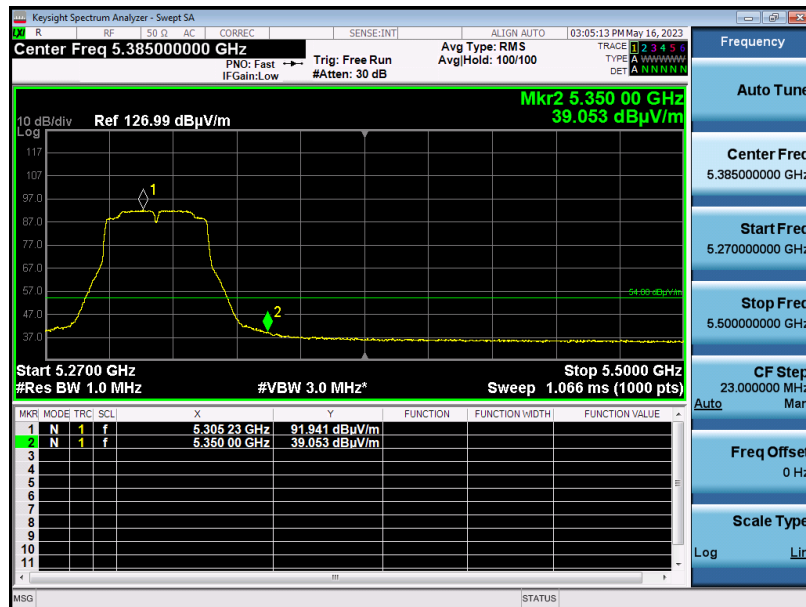 Keysight Spectrum Analyzer - Swept SA
LXI R RF 50 Ω AC CORREC SENSE:INT ALIGN AUTO 03:05:13 PM May 16, 2023
Center Freq 5.385000000 GHz
PNO: Fast
IFGain:Low
Trig: Free Run
#Atten: 30 dB
Avg Type: RMS
Avg|Hold: 100/100
TRACE 1 2 3 4 5 6
TYPE A WWWWW
DET A N N N N N
Mkr2 5.350 00 GHz
39.053 dBµV/m
10 dB/div Ref 126.99 dBµV/m
Log
117
107
97.0
87.0
77.0
67.0
57.0
47.0
37.0
1
2
54.00 dBµV/m
Start 5.2700 GHz Stop 5.5000 GHz
#Res BW 1.0 MHz #VBW 3.0 MHz* Sweep 1.066 ms (1000 pts)
MKR MODE TRC SCL X Y FUNCTION FUNCTION WIDTH FUNCTION VALUE
1 N 1 f 5.305 23 GHz 91.941 dBµV/m
2 N 1 f 5.350 00 GHz 39.053 dBµV/m
3
4
5
6
7
8
9
10
11
MSG STATUS
Frequency
Auto Tune
Center Freq
5.385000000 GHz
Start Freq
5.270000000 GHz
Stop Freq
5.500000000 GHz
CF Step
23.000000 MHz
Auto Man
Freq Offset
0 Hz
Scale Type
Log Lin